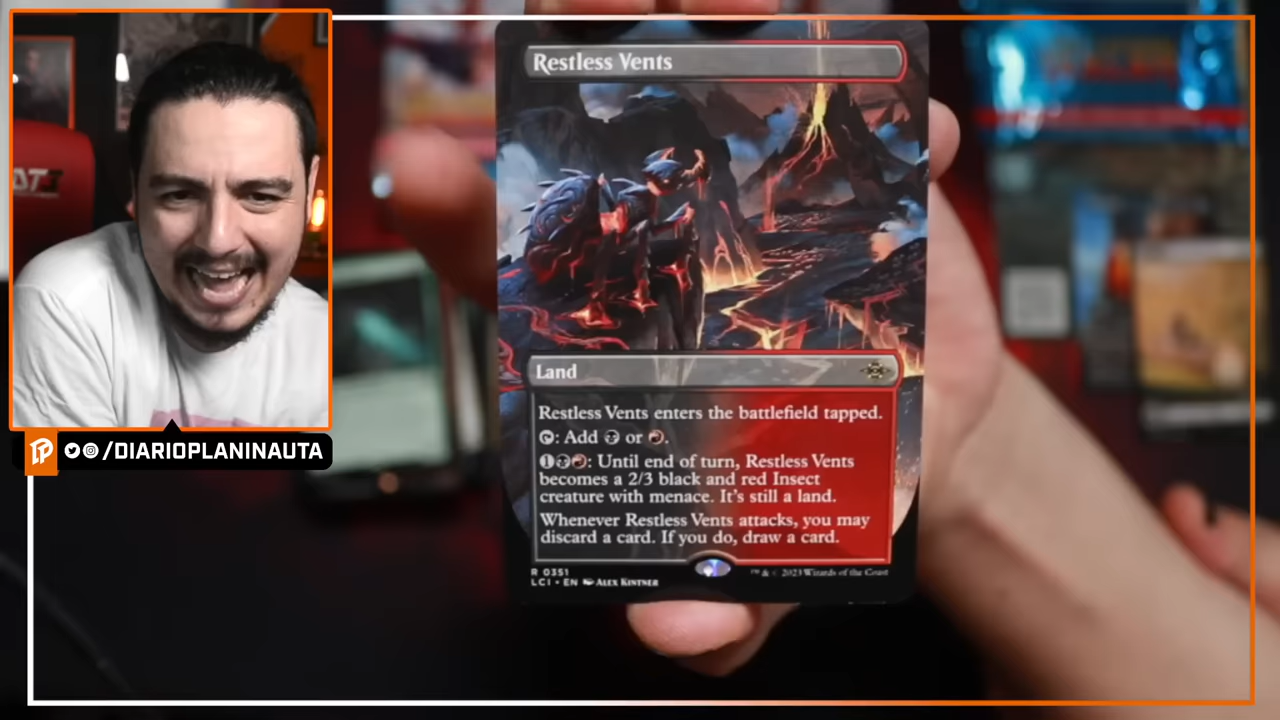 Restless Vents
Land
Restless Vents enters the battlefield tapped.
: Add or .
1: Until end of turn, Restless Vents
becomes a 2/3 black and red Insect
creature with menace. It's still a land.
Whenever Restless Vents attacks, you may
discard a card. If you do, draw a card.
R 0351
LCI • EN ALEX KINTNER
™ & © 2023 Wizards of the Coast
/DIARIOPLANINAUTA